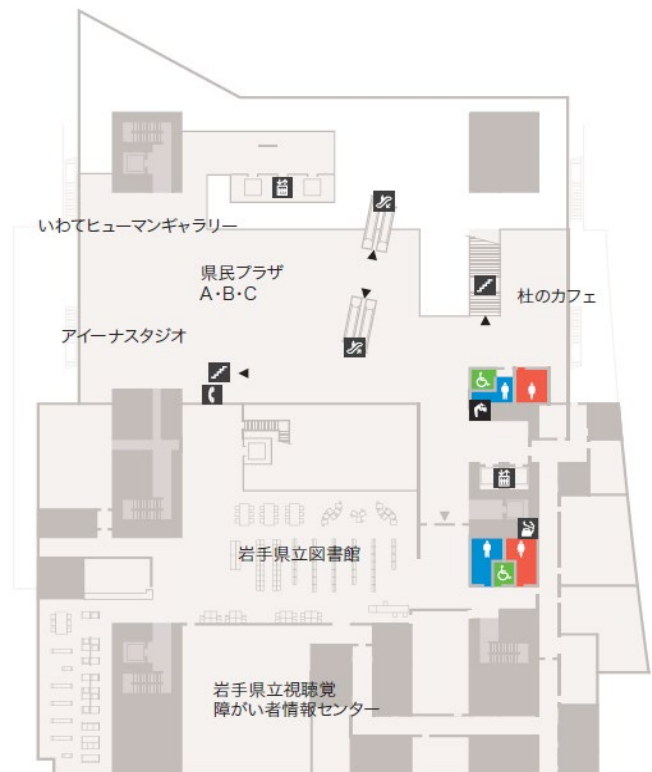 いわてヒューマンギャラリー
県民プラザ
A・B・C
杜のカフェ
アイーナスタジオ
岩手県立図書館
岩手県立視聴覚
障がい者情報センター